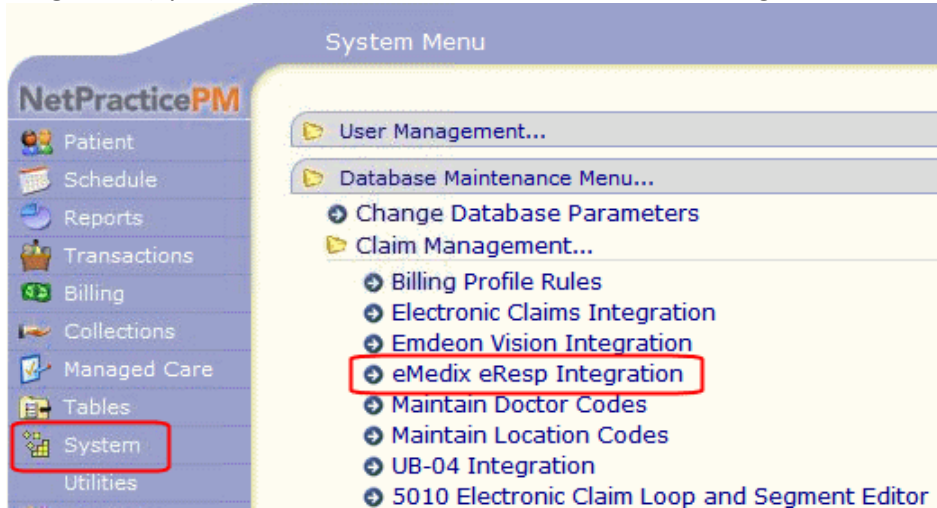 System Menu
NetPracticePM
Patient
Schedule
Reports
Transactions
Billing
Collections
Managed Care
Tables
System
Utilities
User Management...
Database Maintenance Menu...
Change Database Parameters
Claim Management...
Billing Profile Rules
Electronic Claims Integration
Emdeon Vision Integration
eMedix eResp Integration
Maintain Doctor Codes
Maintain Location Codes
UB-04 Integration
5010 Electronic Claim Loop and Segment Editor